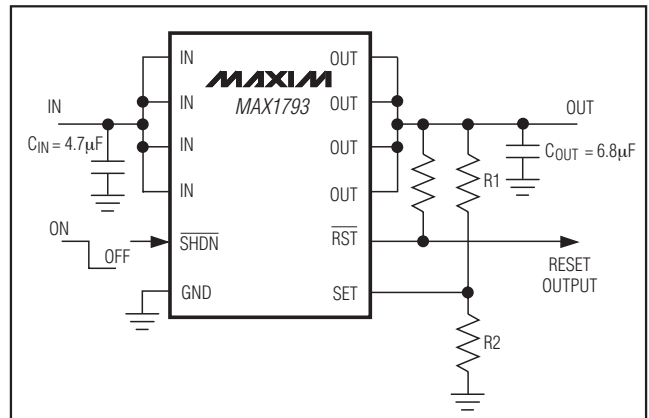 IN
OUT
MAXIM
MAX1793
IN
OUT
IN
OUT
C_IN = 4.7µF
IN
OUT
C_OUT = 6.8µF
IN
OUT
R1
ON
OFF
SHDN
RST
RESET
OUTPUT
GND
SET
R2